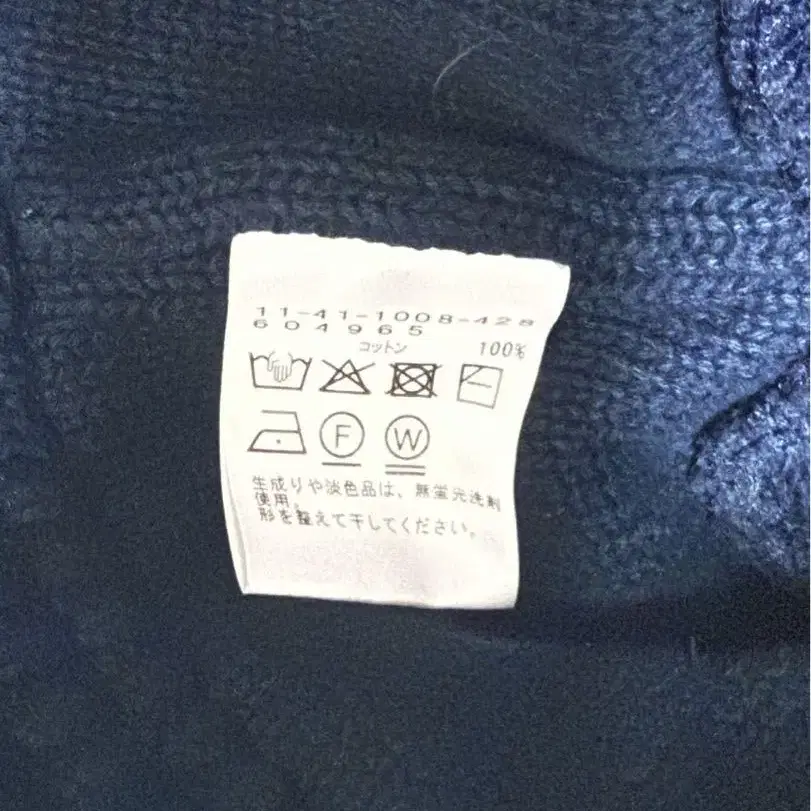 11-41-1008-428
604965
コットン 100%
F W
生成りや淡色品は、無蛍光洗剤
使用。
形を整えて干してください。